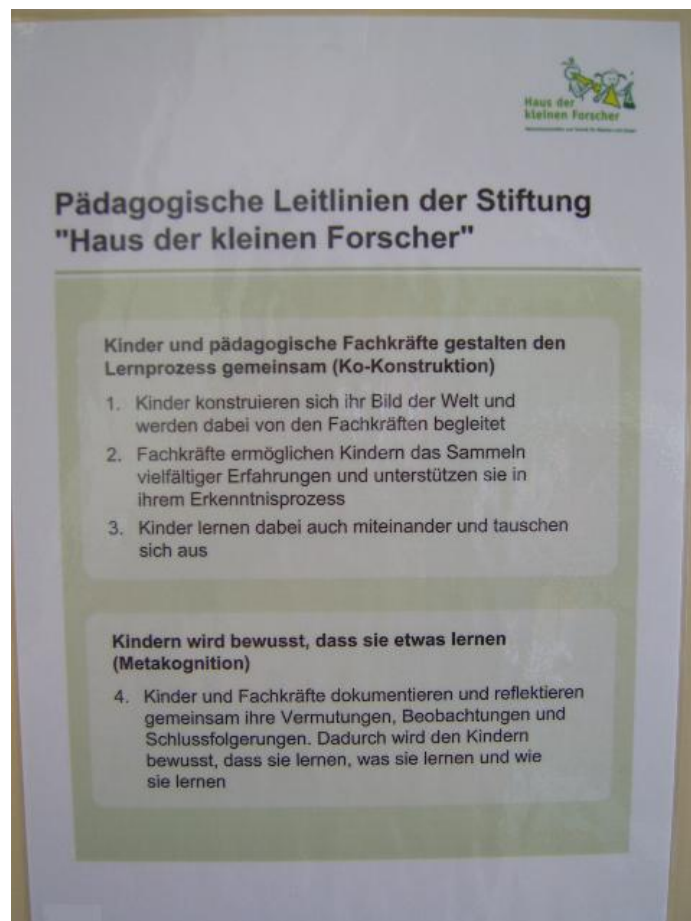 Haus der
kleinen Forscher
Pädagogische Leitlinien der Stiftung
"Haus der kleinen Forscher"
Kinder und pädagogische Fachkräfte gestalten den
Lernprozess gemeinsam (Ko-Konstruktion)
1. Kinder konstruieren sich ihr Bild der Welt und
werden dabei von den Fachkräften begleitet
2. Fachkräfte ermöglichen Kindern das Sammeln
vielfältiger Erfahrungen und unterstützen sie in
ihrem Erkenntnisprozess
3. Kinder lernen dabei auch miteinander und tauschen
sich aus
Kindern wird bewusst, dass sie etwas lernen
(Metakognition)
4. Kinder und Fachkräfte dokumentieren und reflektieren
gemeinsam ihre Vermutungen, Beobachtungen und
Schlussfolgerungen. Dadurch wird den Kindern
bewusst, dass sie lernen, was sie lernen und wie
sie lernen